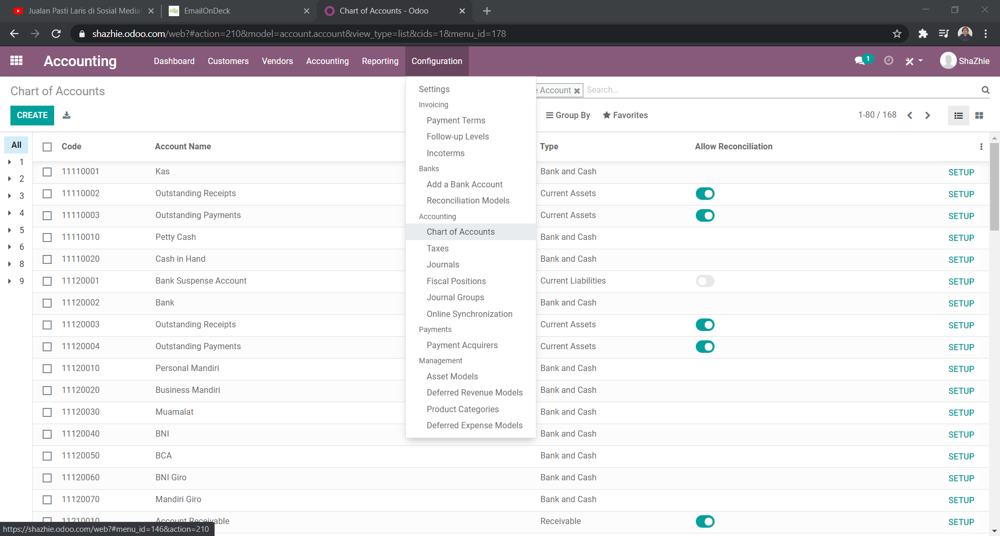 Jualan Pasti Laris di Sosial Media
EmailOnDeck
Chart of Accounts - Odoo
shazhie.odoo.com/web?#action=210&model=account.account&view_type=list&cids=1&menu_id=178
Accounting
Dashboard
Customers
Vendors
Accounting
Reporting
Configuration
1
ShaZhie
Chart of Accounts
Account
Search...
CREATE
Group By
Favorites
1-80 / 168
Settings
Invoicing
Payment Terms
Follow-up Levels
Incoterms
Banks
Add a Bank Account
Reconciliation Models
Accounting
Chart of Accounts
Taxes
Journals
Fiscal Positions
Journal Groups
Online Synchronization
Payments
Payment Acquirers
Management
Asset Models
Deferred Revenue Models
Product Categories
Deferred Expense Models
All
1
2
3
4
5
6
8
9
Code Account Name Type Allow Reconciliation
11110001 Kas Bank and Cash SETUP
11110002 Outstanding Receipts Current Assets SETUP
11110003 Outstanding Payments Current Assets SETUP
11110010 Petty Cash Bank and Cash SETUP
11110020 Cash in Hand Bank and Cash SETUP
11120001 Bank Suspense Account Current Liabilities SETUP
11120002 Bank Bank and Cash SETUP
11120003 Outstanding Receipts Current Assets SETUP
11120004 Outstanding Payments Current Assets SETUP
11120010 Personal Mandiri Bank and Cash SETUP
11120020 Business Mandiri Bank and Cash SETUP
11120030 Muamalat Bank and Cash SETUP
11120040 BNI Bank and Cash SETUP
11120050 BCA Bank and Cash SETUP
11120060 BNI Giro Bank and Cash SETUP
11120070 Mandiri Giro Bank and Cash SETUP
11210010 Account Receivable Receivable SETUP
https://shazhie.odoo.com/web?#menu_id=146&action=210